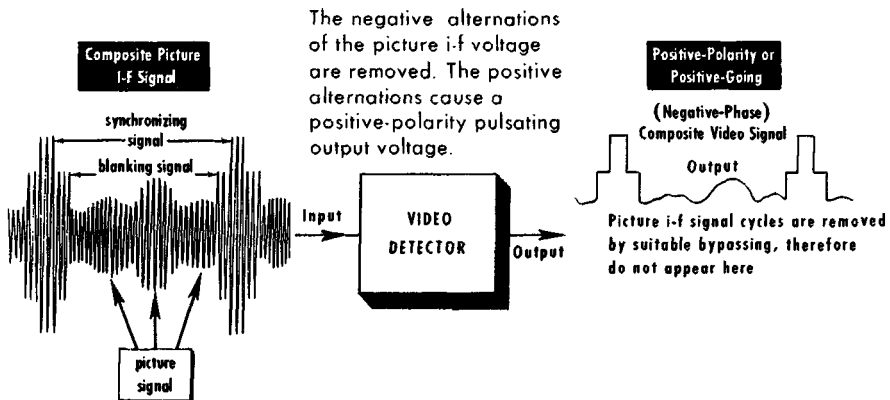 Composite Picture
I-F Signal
synchronizing
signal
blanking signal
picture
signal
The negative alternations
of the picture i-f voltage
are removed. The positive
alternations cause a
positive-polarity pulsating
output voltage.
Input
VIDEO
DETECTOR
Output
Positive-Polarity or
Positive-Going
(Negative-Phase)
Composite Video Signal
Output
Picture i-f signal cycles are removed
by suitable bypassing, therefore
do not appear here